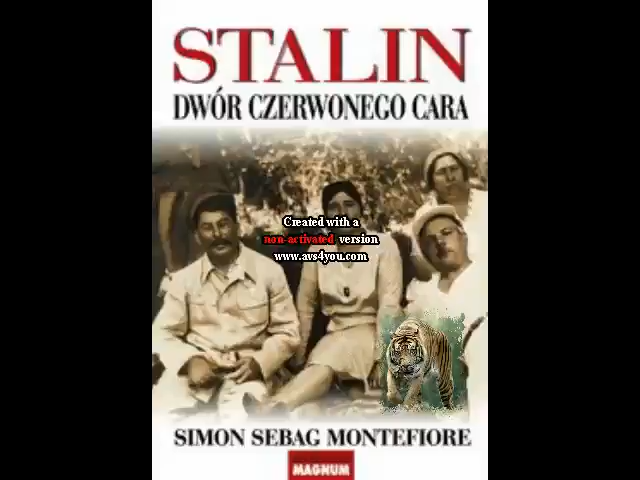 STALIN
DWÓR CZERWONEGO CARA
Created with a
non-activated version
www.avs4you.com
SIMON SEBAG MONTEFIORE
MAGNUM